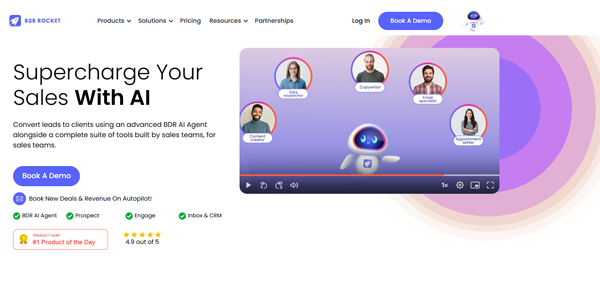 B2B ROCKET
Products Solutions Pricing Resources Partnerships
Log In
Book A Demo
Supercharge Your
Sales With AI
Convert leads to clients using an advanced BDR AI Agent
alongside a complete suite of tools built by sales teams, for
sales teams.
Book A Demo
Book New Deals & Revenue On Autopilot!
BDR AI Agent Prospect Engage Inbox & CRM
PRODUCT HUNT
#1 Product of the Day
4.9 out of 5
Data
researcher
Copywriter
Email
specialist
Content
creator
Appointment
setter
1x